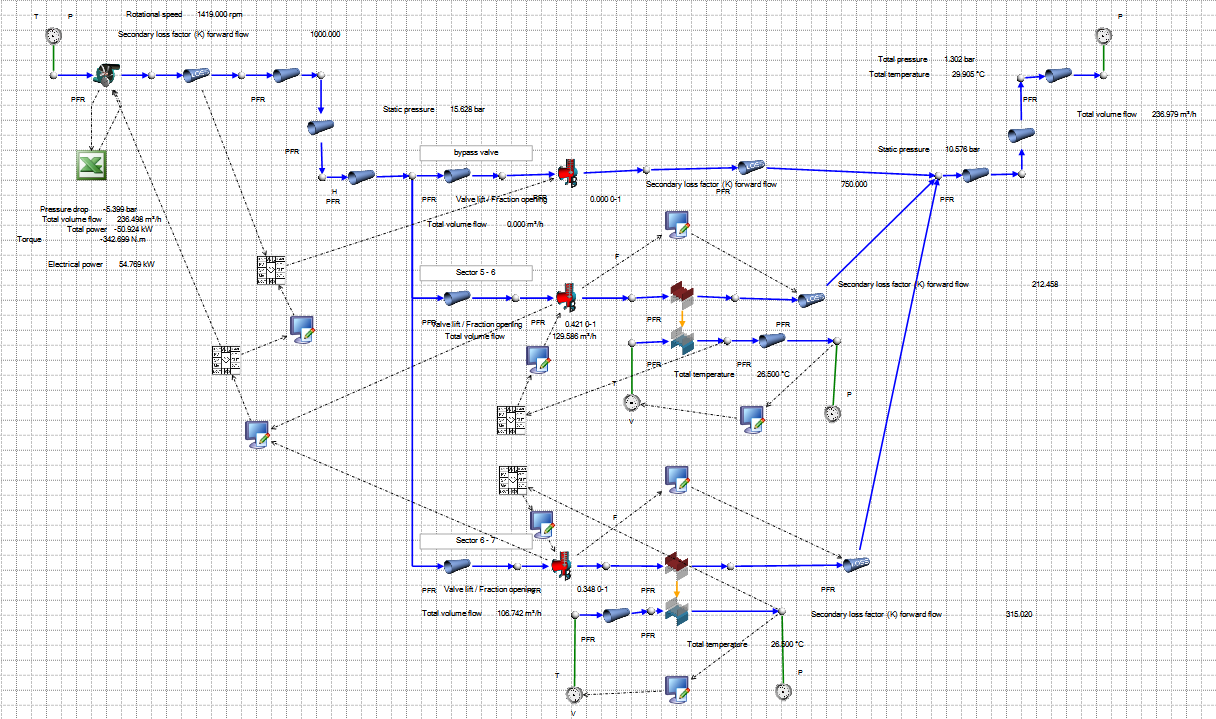 T P Rotational speed 1419.000 rpm P
Secondary loss factor (K) forward flow 1000.000
Total pressure 1.302 bar
LOSS Total temperature 29.905 °C
PFR PFR PFR
Static pressure 15.628 bar Total volume flow 236.979 m³/h
PFR bypass valve Static pressure 10.576 bar
LOSS
H Secondary loss factor (K) forward flow 750.000
PFR PFR Valve lift / Fraction opening PFR 0.000 0-1 PFR PFR
Pressure drop -5.399 bar
Total volume flow 236.498 m³/h Total volume flow 0.000 m³/h
Total power -50.924 kW
Torque -342.699 N.m
F
Electrical power 54.769 kW Sector 5 - 6
Secondary loss factor (K) forward flow 212.458
LOSS
PFR Valve lift / Fraction opening PFR 0.421 0-1 PFR PFR
Total volume flow 129.586 m³/h
PFR PFR
Total temperature 26.500 °C
T
P
V
F
Sector 6 - 7
LOSS
PFR Valve lift / Fraction opening PFR 0.348 0-1 PFR PFR
Total volume flow 106.742 m³/h Secondary loss factor (K) forward flow 315.020
PFR PFR
Total temperature 26.500 °C
T P
V